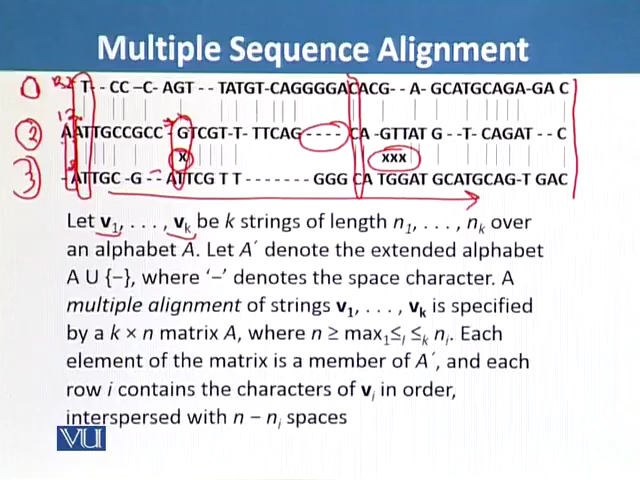 Multiple Sequence Alignment
T - - CC - C- AGT - - TATGT-CAGGGGACACG- - A- GCATGCAGA-GA C
AATTGCCGCC - GTCGT-T- TTCAG- - - - CA -GTTAT G - -T- CAGAT - - C
x xxx
-ATTGC -G - - ATTCG T T - - - - - - - GGG CA TGGAT GCATGCAG-T GAC
1
2
3
Let v1, . . . , vk be k strings of length n1, . . . , nk over
an alphabet A. Let A´ denote the extended alphabet
A U {–}, where ‘–’ denotes the space character. A
multiple alignment of strings v1, . . . , vk is specified
by a k × n matrix A, where n ≥ max1≤i ≤k ni. Each
element of the matrix is a member of A´, and each
row i contains the characters of vi in order,
interspersed with n − ni spaces
VU